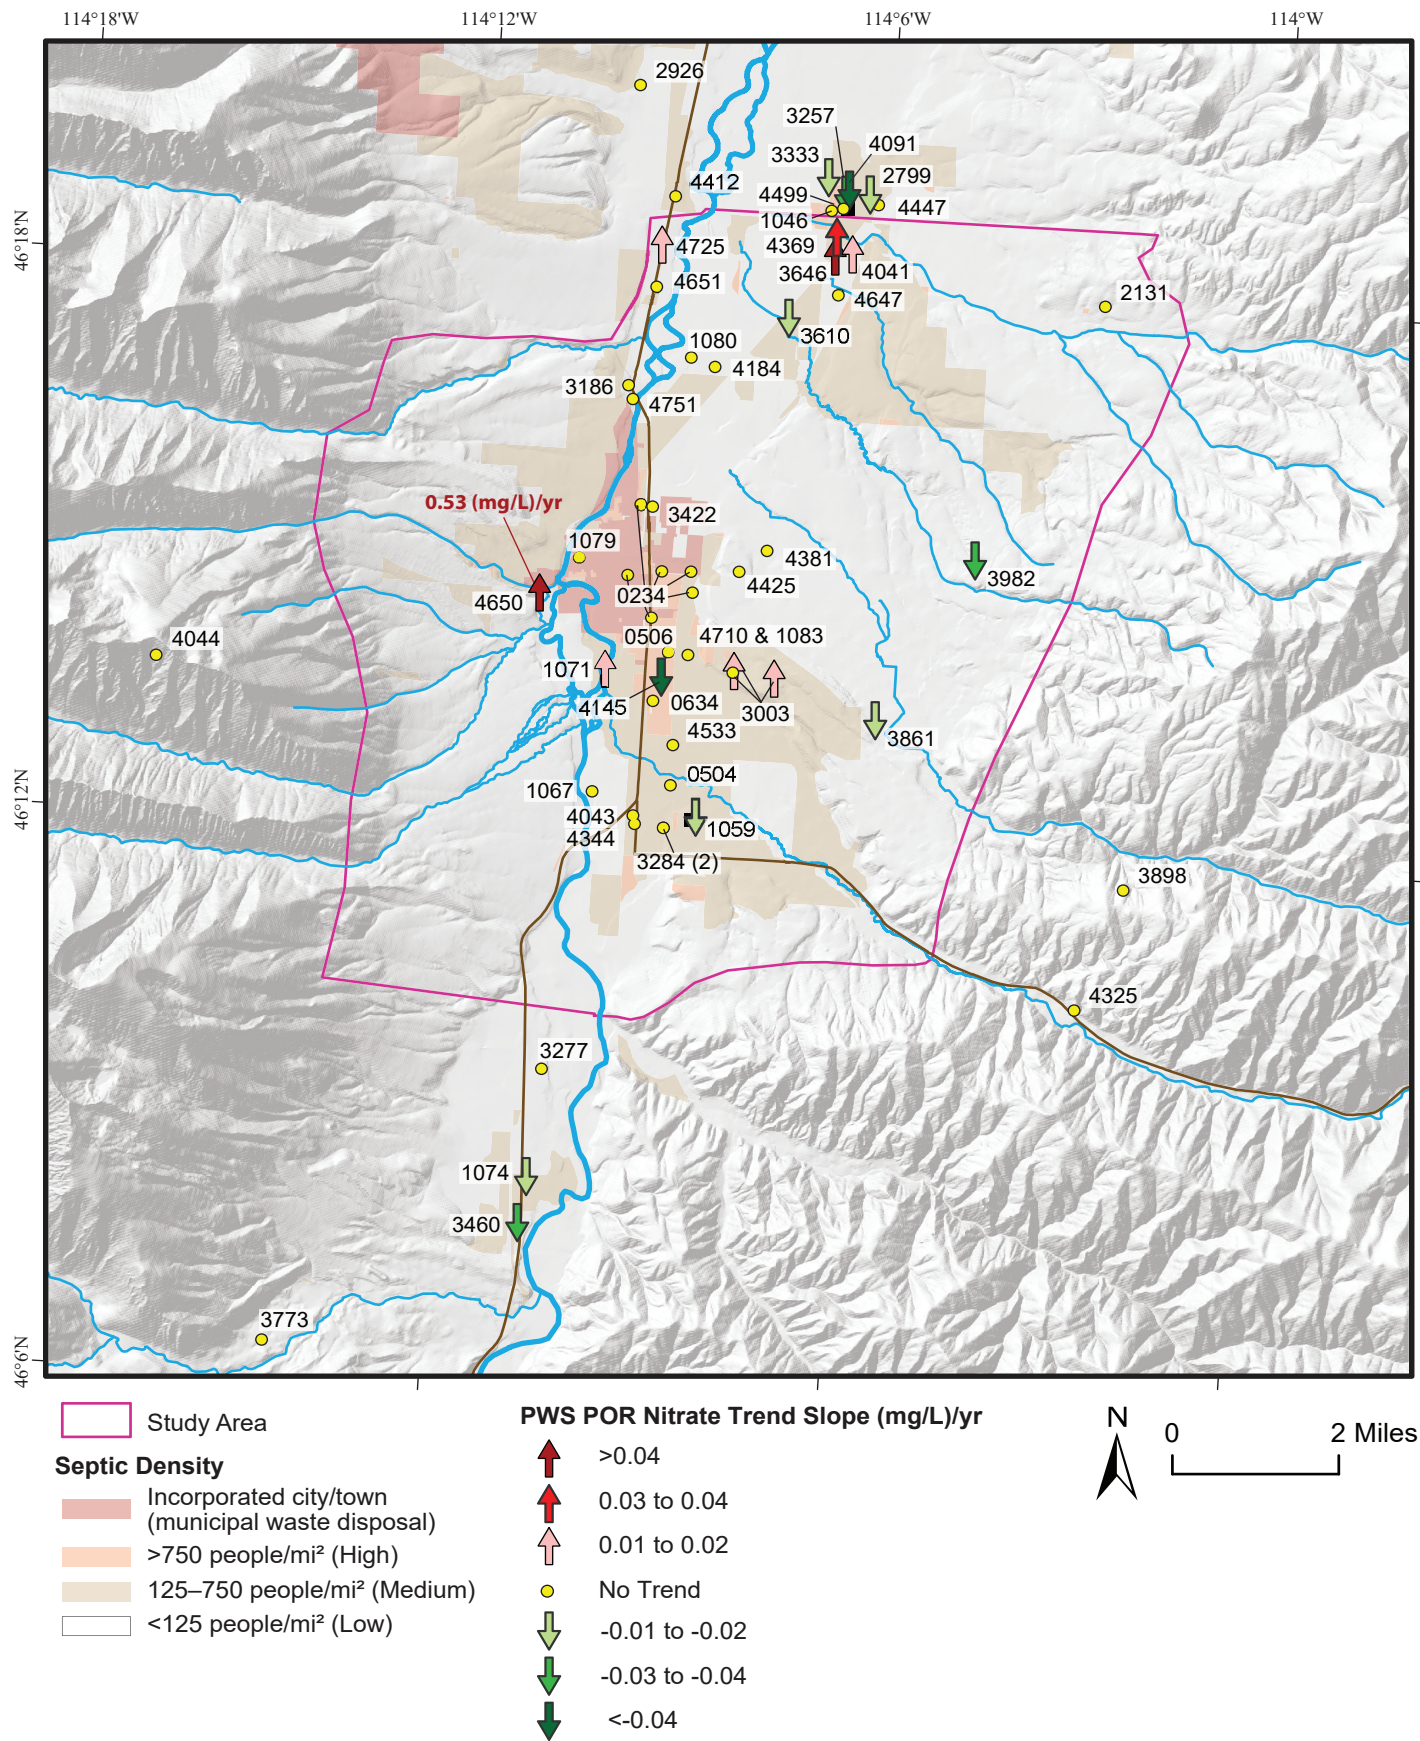 114°18'W
114°12'W
114°6'W
114°W
2926
3257
4091
3333
2799
4412
4499
4447
1046
46°18'N
4725
4369
3646
4041
4651
4647
2131
3610
1080
4184
3186
4751
0.53 (mg/L)/yr
3422
1079
4381
4425
3982
4650
0234
4044
0506
4710 & 1083
1071
4145
0634
3003
4533
3861
0504
1067
46°12'N
4043
4344
1059
3284 (2)
3898
4325
3277
1074
3460
3773
46°6'N
Study Area
Septic Density
Incorporated city/town
(municipal waste disposal)
>750 people/mi² (High)
125–750 people/mi² (Medium)
<125 people/mi² (Low)
PWS POR Nitrate Trend Slope (mg/L)/yr
>0.04
0.03 to 0.04
0.01 to 0.02
No Trend
-0.01 to -0.02
-0.03 to -0.04
<-0.04
N
0
2 Miles